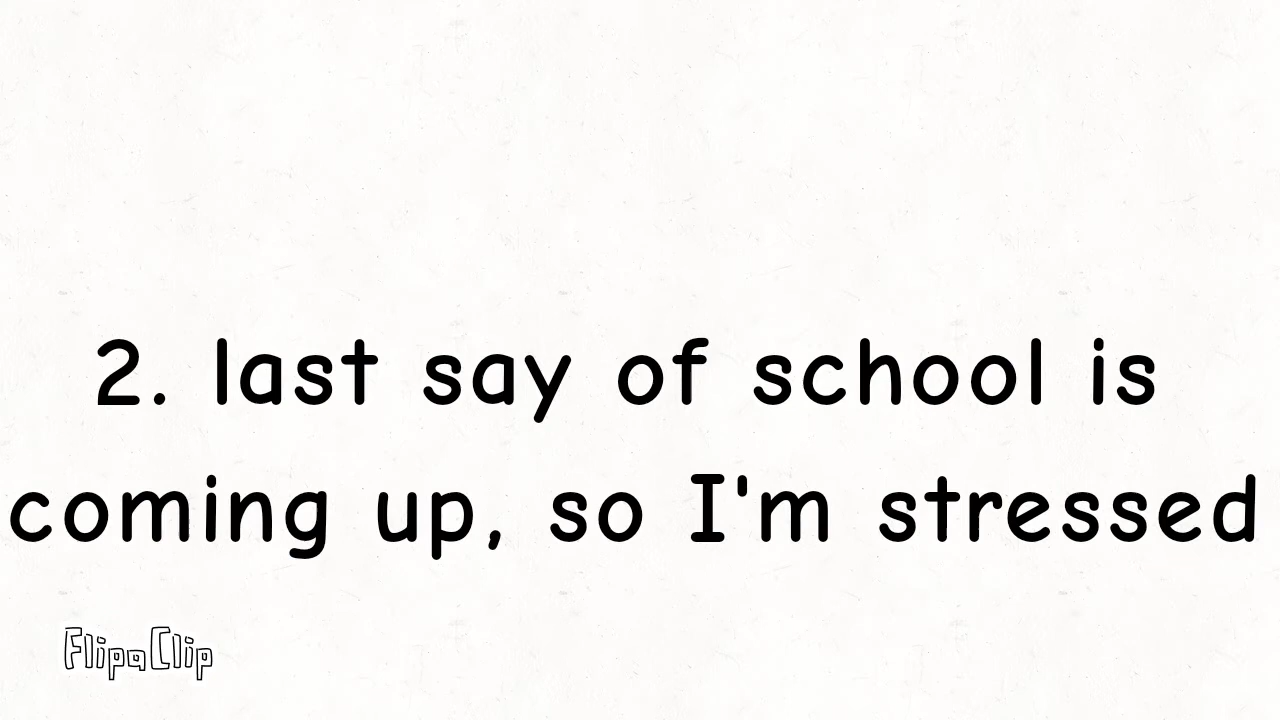 2. last say of school is
coming up, so I'm stressed
FlipaClip